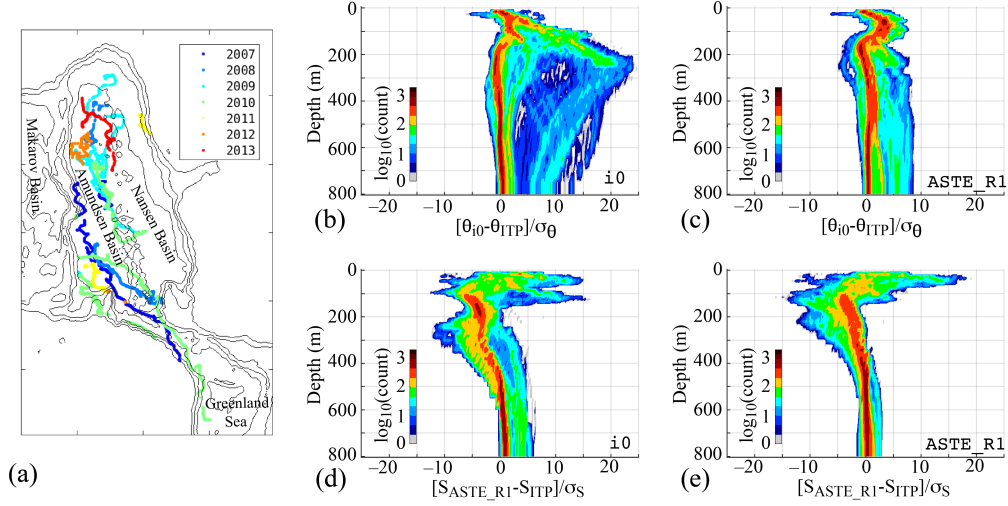 2007
2008
2009
2010
2011
2012
2013
Makarov Basin
Amundsen Basin
Nansen Basin
Greenland
Sea
(a)
0
200
400
600
800
Depth (m)
log10(count)
3
2
1
0
i0
−20
−10
0
10
20
[θi0-θITP]/σθ
(b)
0
200
400
600
800
Depth (m)
log10(count)
3
2
1
0
ASTE_R1
−20
−10
0
10
20
[θi0-θITP]/σθ
(c)
0
200
400
600
800
Depth (m)
log10(count)
3
2
1
0
i0
−20
−10
0
10
20
[SASTE_R1-SITP]/σS
(d)
0
200
400
600
800
Depth (m)
log10(count)
3
2
1
0
ASTE_R1
−20
−10
0
10
20
[SASTE_R1-SITP]/σS
(e)